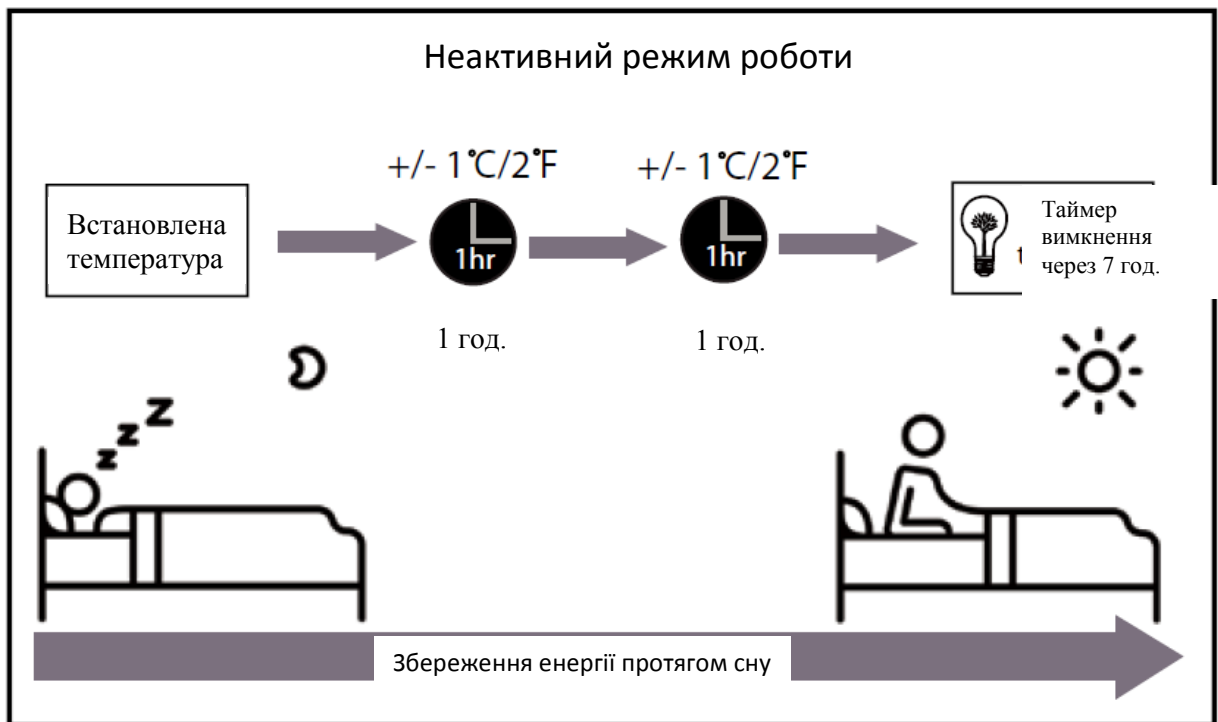 Неактивний режим роботи
+/- 1°C/2°F
+/- 1°C/2°F
Встановлена
температура
1hr
1hr
Таймер
вимкнення
через 7 год.
1 год.
1 год.
z z Z
Збереження енергії протягом сну